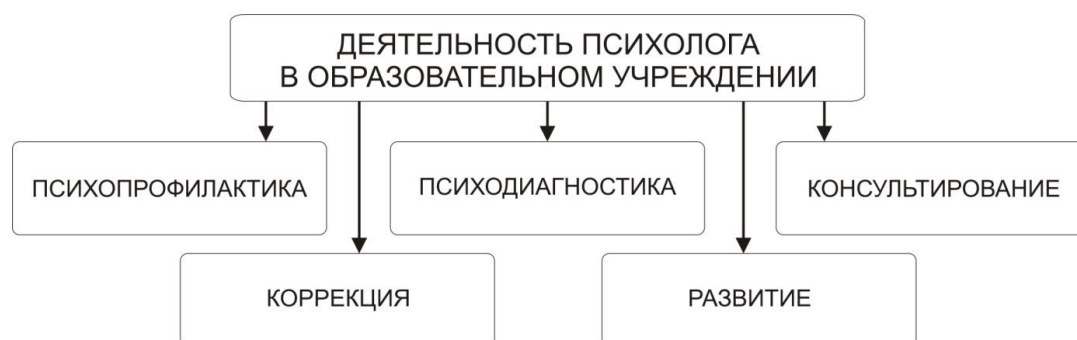 ДЕЯТЕЛЬНОСТЬ ПСИХОЛОГА
В ОБРАЗОВАТЕЛЬНОМ УЧРЕЖДЕНИИ
ПСИХОПРОФИЛАКТИКА
ПСИХОДИАГНОСТИКА
КОНСУЛЬТИРОВАНИЕ
КОРРЕКЦИЯ
РАЗВИТИЕ